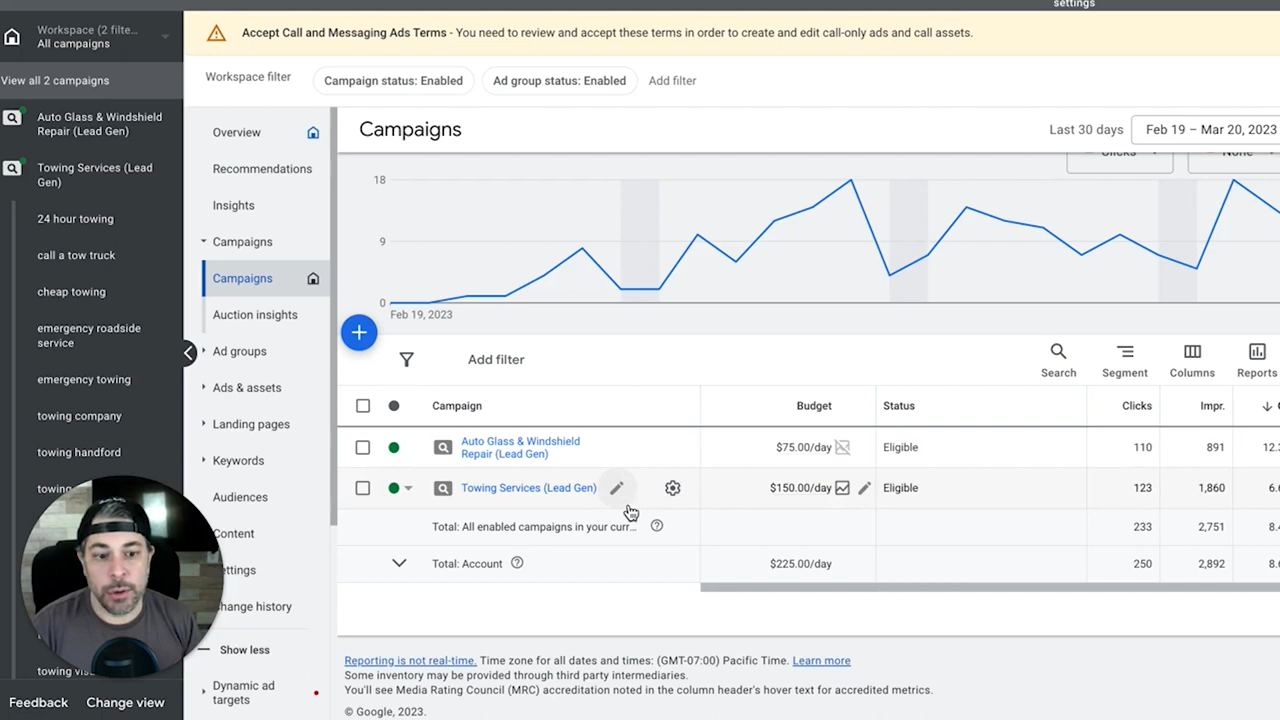 settings
Workspace (2 filte...
All campaigns
View all 2 campaigns
Auto Glass & Windshield
Repair (Lead Gen)
Towing Services (Lead
Gen)
24 hour towing
call a tow truck
cheap towing
emergency roadside
service
emergency towing
towing company
towing handford
Feedback
Change view
Accept Call and Messaging Ads Terms - You need to review and accept these terms in order to create and edit call-only ads and call assets.
Workspace filter
Campaign status: Enabled
Ad group status: Enabled
Add filter
Overview
Recommendations
Insights
Campaigns
Campaigns
Auction insights
Ad groups
Ads & assets
Landing pages
Keywords
Audiences
Content
Change history
Show less
Dynamic ad
targets
Campaigns
Last 30 days
Feb 19 – Mar 20, 2023
Clicks
None
18
9
0
Feb 19, 2023
Add filter
Search
Segment
Columns
Reports
Campaign Budget Status Clicks Impr.
Auto Glass & Windshield
Repair (Lead Gen)
$75.00/day Eligible 110 891 12.
Towing Services (Lead Gen) $150.00/day Eligible 123 1,860 6.
Total: All enabled campaigns in your curr... 233 2,751 8.
Total: Account $225.00/day 250 2,892 8.
Reporting is not real-time. Time zone for all dates and times: (GMT-07:00) Pacific Time. Learn more
Some inventory may be provided through third party intermediaries.
You'll see Media Rating Council (MRC) accreditation noted in the column header's hover text for accredited metrics.
© Google, 2023.